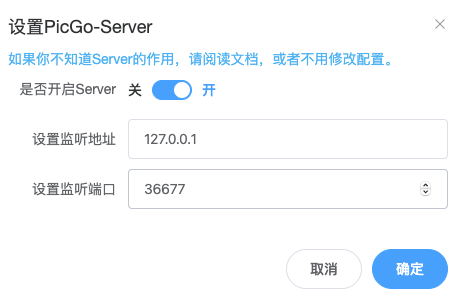 设置PicGo-Server
如果你不知道Server的作用，请阅读文档，或者不用修改配置。
是否开启Server 关 开
设置监听地址 127.0.0.1
设置监听端口 36677
取消 确定